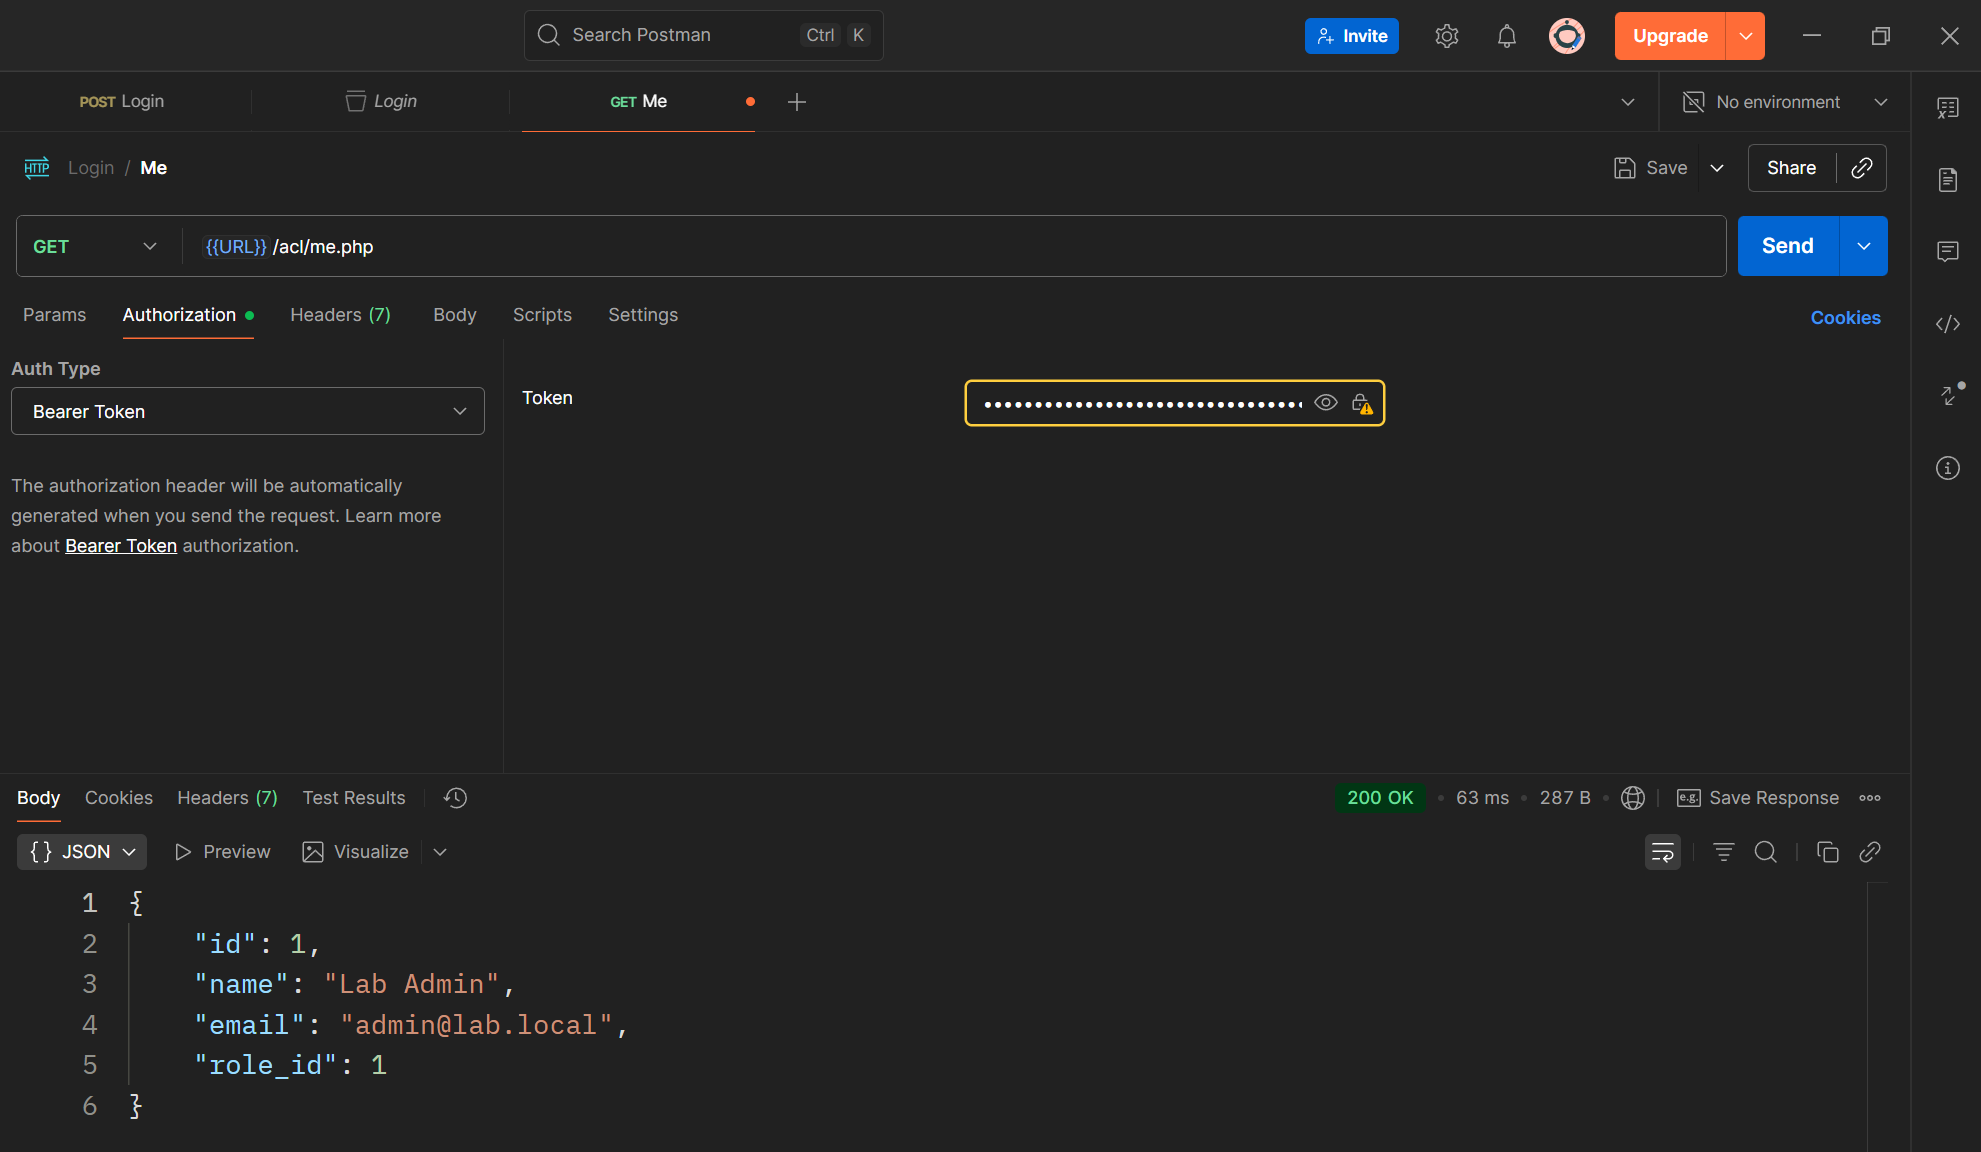 Search Postman Ctrl K
Invite
Upgrade
POST Login
Login
GET Me
No environment
HTTP Login / Me
Save
Share
GET
{{URL}} /acl/me.php
Send
Params
Authorization
Headers (7)
Body
Scripts
Settings
Cookies
Auth Type
Bearer Token
The authorization header will be automatically
generated when you send the request. Learn more
about Bearer Token authorization.
Token
Body
Cookies
Headers (7)
Test Results
200 OK
63 ms
287 B
e.g. Save Response
{} JSON
Preview
Visualize
1 {
2 "id": 1,
3 "name": "Lab Admin",
4 "email": "admin@lab.local",
5 "role_id": 1
6 }